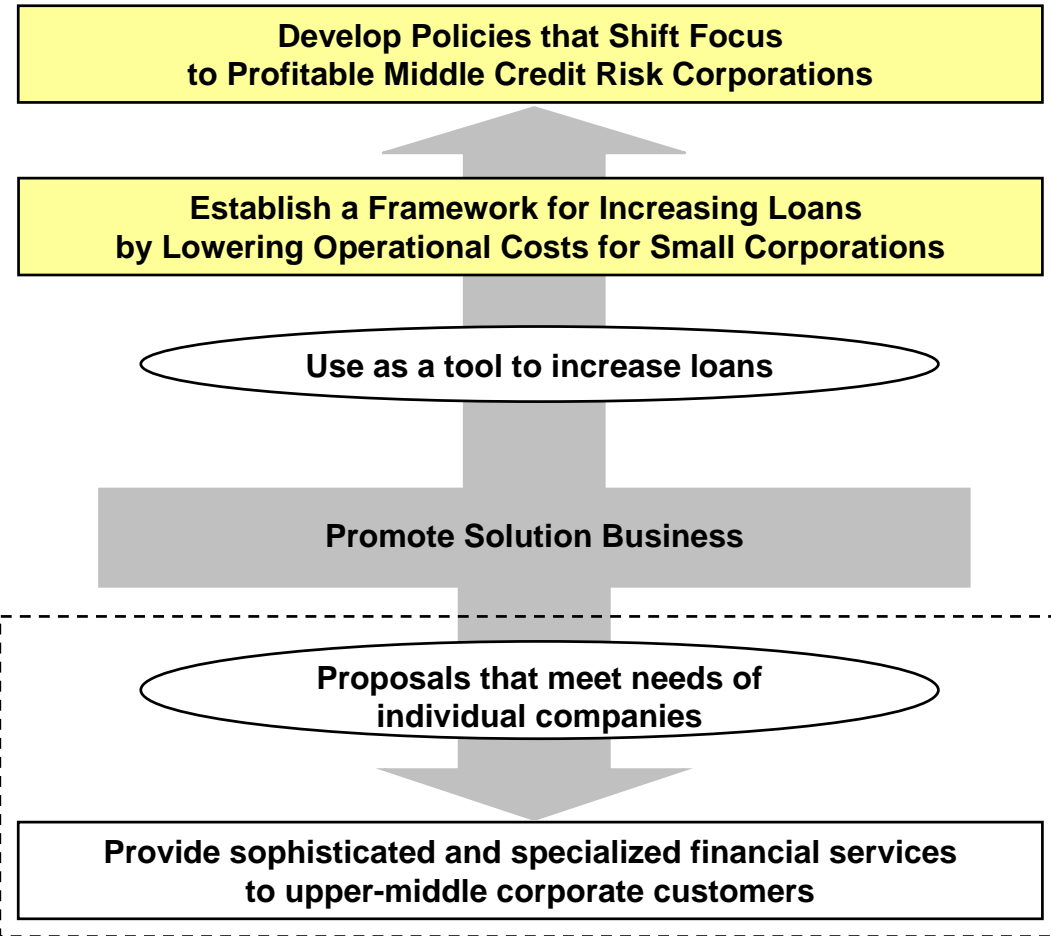 Develop Policies that Shift Focus
to Profitable Middle Credit Risk Corporations
Establish a Framework for Increasing Loans
by Lowering Operational Costs for Small Corporations
Use as a tool to increase loans
Promote Solution Business
Proposals that meet needs of
individual companies
Provide sophisticated and specialized financial services
to upper-middle corporate customers